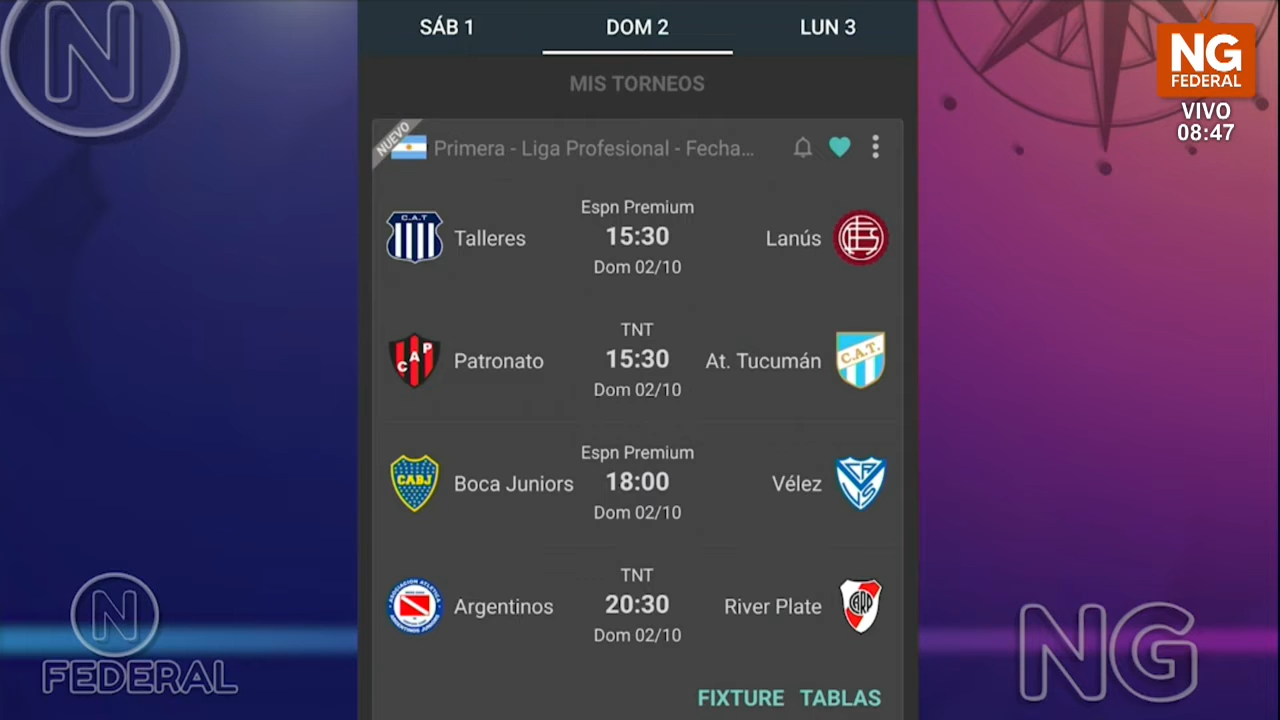 SÁB 1
DOM 2
LUN 3
NG
FEDERAL
VIVO
08:47
MIS TORNEOS
NUEVO
Primera - Liga Profesional - Fecha...
Espn Premium
C.A.T
Talleres
15:30
Lanús
Dom 02/10
TNT
CAP
Patronato
15:30
At. Tucumán
C.A.T.
Dom 02/10
Espn Premium
CABJ
Boca Juniors
18:00
Vélez
Dom 02/10
TNT
Argentinos
20:30
River Plate
CARP
Dom 02/10
FIXTURE
TABLAS
N
N
FEDERAL
NG